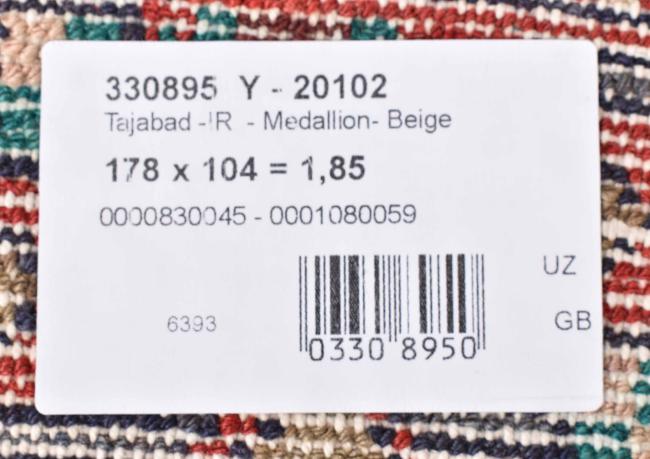 330895 Y - 20102
Tajabad -IR - Medallion- Beige
178 x 104 = 1,85
0000830045 - 0001080059
UZ
6393
GB
0330 8950